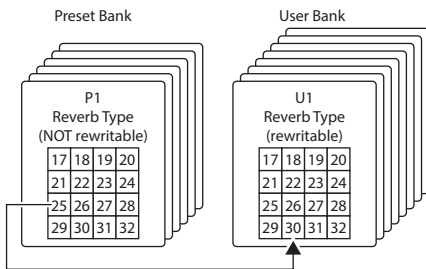 Preset Bank
User Bank
P1
Reverb Type
(NOT rewritable)
17 18 19 20
21 22 23 24
25 26 27 28
29 30 31 32
U1
Reverb Type
(rewritable)
17 18 19 20
21 22 23 24
25 26 27 28
29 30 31 32